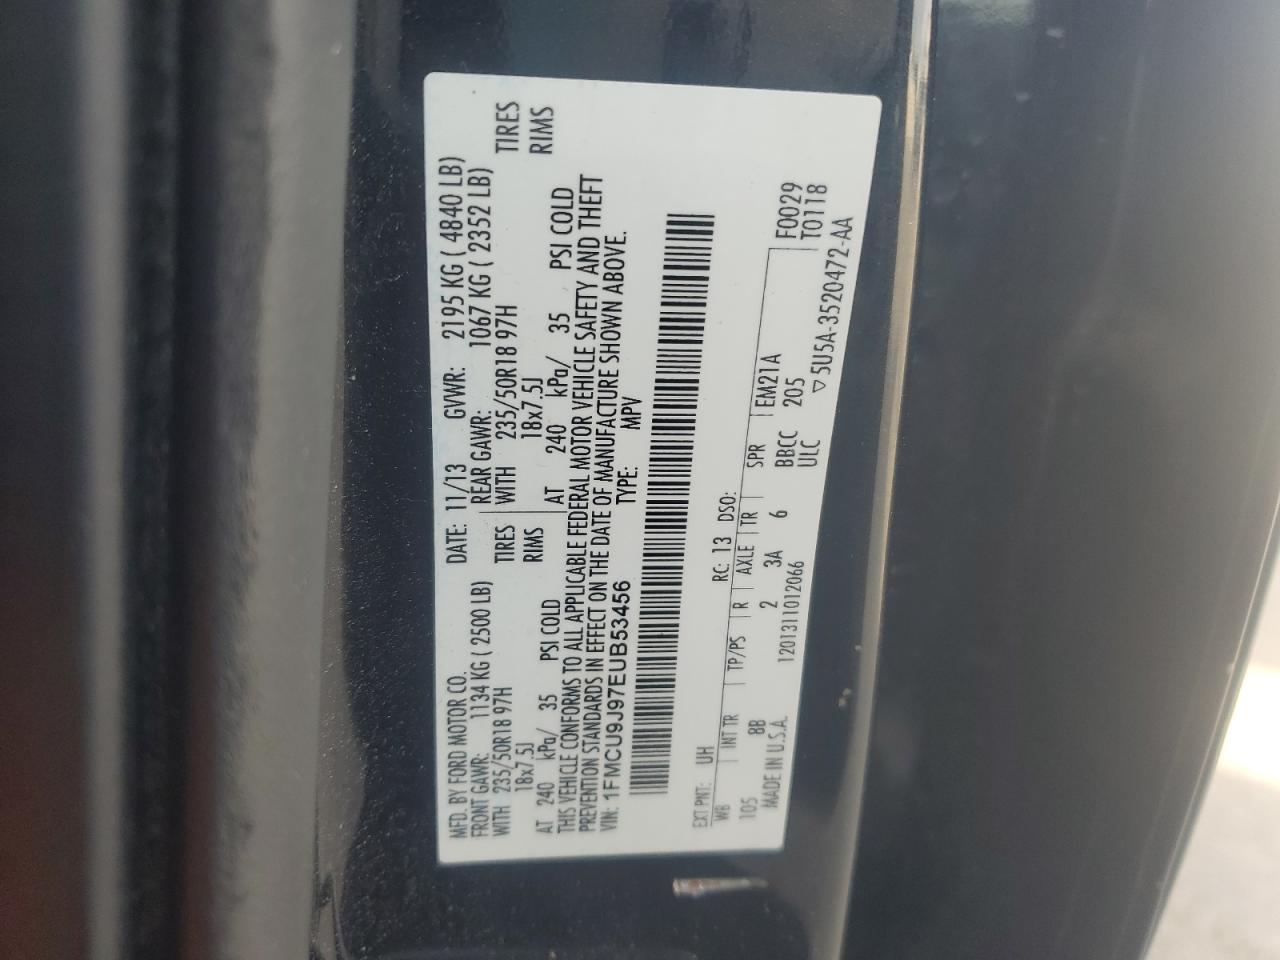 MFD. BY FORD MOTOR CO. DATE: 11/13 GVWR: 2195 KG ( 4840 LB)
FRONT GAWR: 1134 KG ( 2500 LB) REAR GAWR: 1067 KG ( 2352 LB)
WITH 235/50R18 97H TIRES WITH 235/50R18 97H TIRES
18x7.5J RIMS 18x7.5J RIMS
AT 240 kPa/ 35 PSI COLD AT 240 kPa/ 35 PSI COLD
THIS VEHICLE CONFORMS TO ALL APPLICABLE FEDERAL MOTOR VEHICLE SAFETY AND THEFT
PREVENTION STANDARDS IN EFFECT ON THE DATE OF MANUFACTURE SHOWN ABOVE.
VIN: 1FMCU9J97EUB53456 TYPE: MPV
EXT PNT: UH RC: 13 DSO: F0029
WB INT TR TP/PS R AXLE TR SPR EM21A T0118
105 8B 2 3A 6 BBCC 205
MADE IN U.S.A. 1201311012066 ULC ▽5U5A-3520472-AA